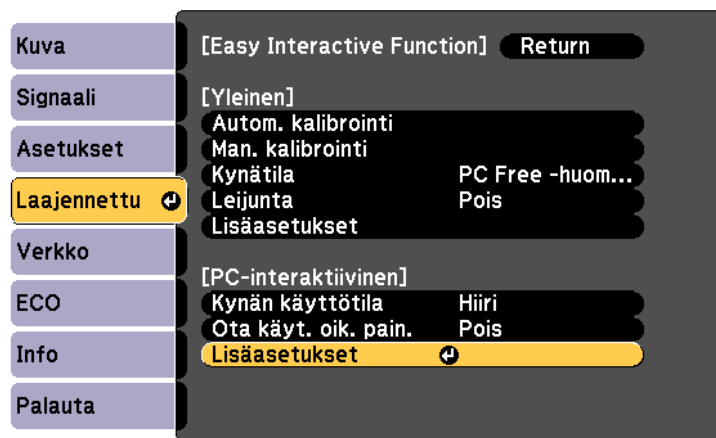 Kuva
Signaali
Asetukset
Laajennettu
Verkko
ECO
Info
Palauta
[Easy Interactive Function] Return
[Yleinen]
Autom. kalibrointi
Man. kalibrointi
Kynätila PC Free -huom...
Leijunta Pois
Lisäasetukset
[PC-interaktiivinen]
Kynän käyttötila Hiiri
Ota käyt. oik. pain. Pois
Lisäasetukset